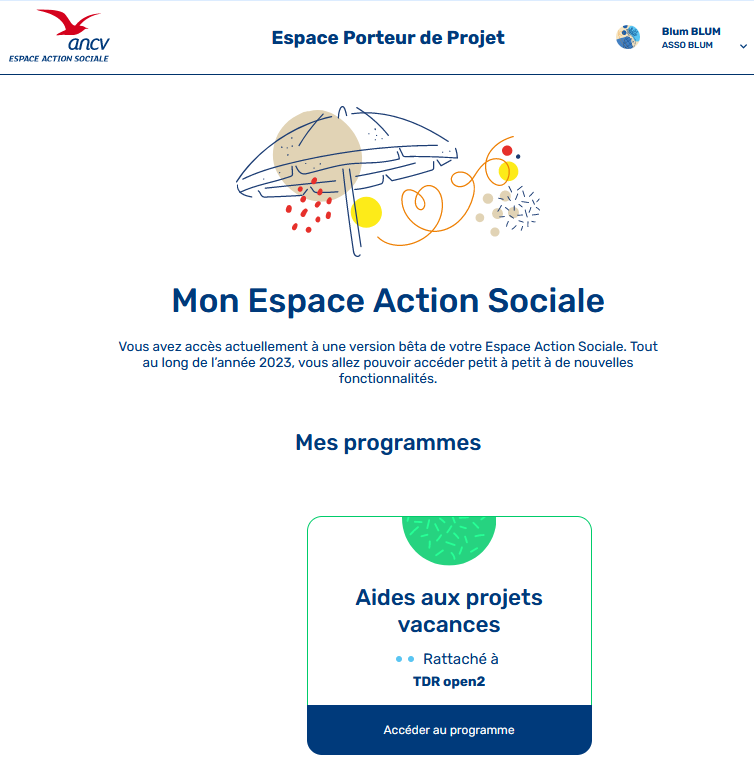 ancv
ESPACE ACTION SOCIALE
Espace Porteur de Projet
Blum BLUM
ASSO BLUM
Mon Espace Action Sociale
Vous avez accès actuellement à une version bêta de votre Espace Action Sociale. Tout
au long de l’année 2023, vous allez pouvoir accéder petit à petit à de nouvelles
fonctionnalités.
Mes programmes
Aides aux projets
vacances
Rattaché à
TDR open2
Accéder au programme